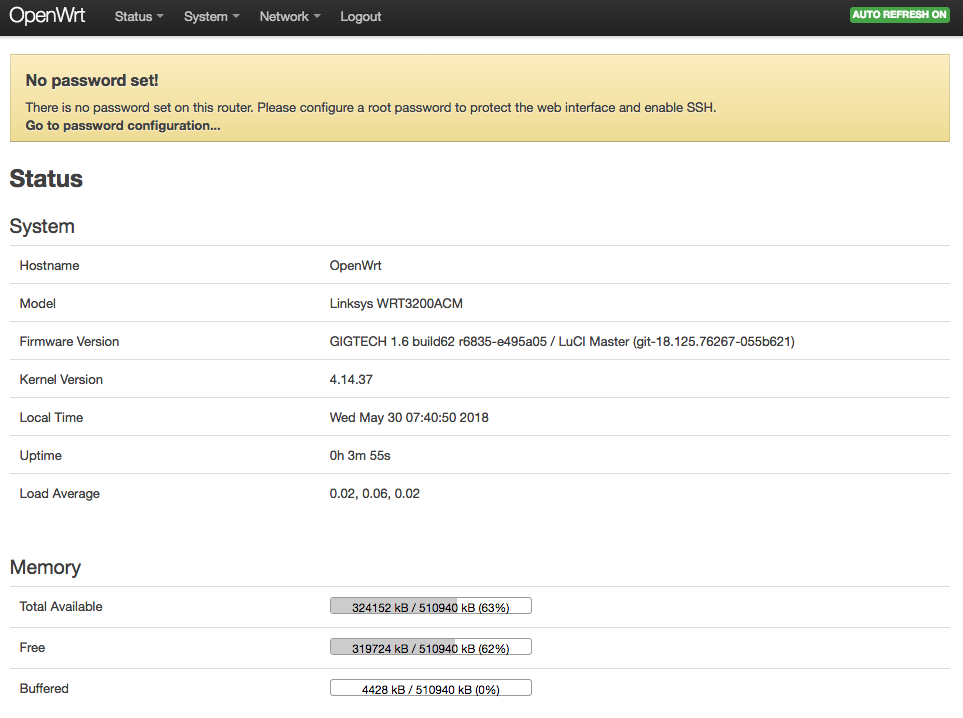 OpenWrt Status System Network Logout AUTO REFRESH ON
No password set!
There is no password set on this router. Please configure a root password to protect the web interface and enable SSH.
Go to password configuration...
Status
System
Hostname OpenWrt
Model Linksys WRT3200ACM
Firmware Version GIGTECH 1.6 build62 r6835-e495a05 / LuCI Master (git-18.125.76267-055b621)
Kernel Version 4.14.37
Local Time Wed May 30 07:40:50 2018
Uptime 0h 3m 55s
Load Average 0.02, 0.06, 0.02
Memory
Total Available 324152 kB / 510940 kB (63%)
Free 319724 kB / 510940 kB (62%)
Buffered 4428 kB / 510940 kB (0%)